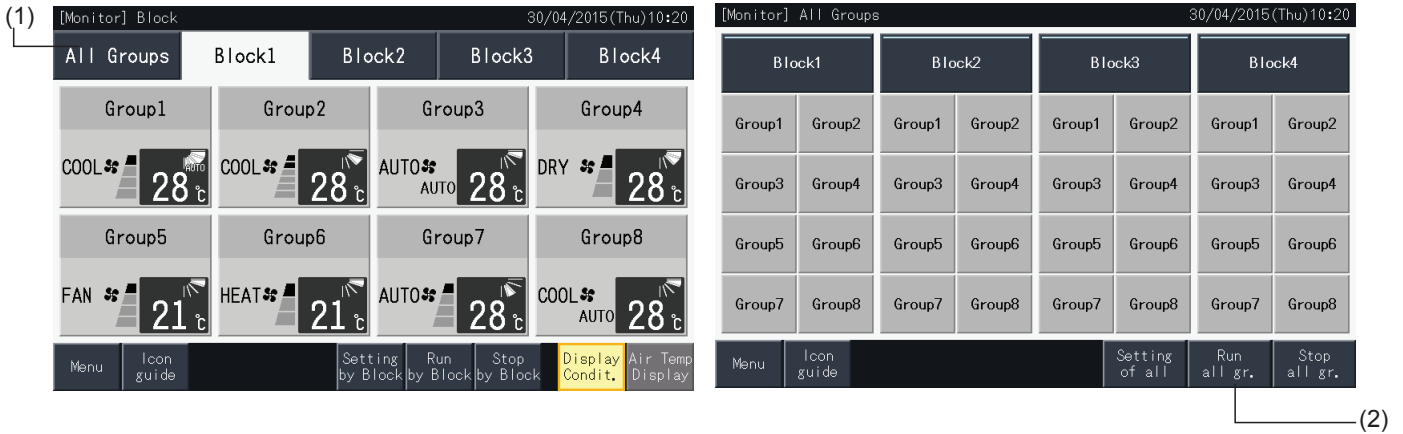 (1)
[Monitor] Block 30/04/2015(Thu)10:20
All Groups Block1 Block2 Block3 Block4
Group1 Group2 Group3 Group4
COOL AUTO 28 ℃ COOL 28 ℃ AUTO AUTO 28 ℃ DRY 28 ℃
Group5 Group6 Group7 Group8
FAN 21 ℃ HEAT 21 ℃ AUTO 28 ℃ COOL AUTO 28 ℃
Menu Icon guide Setting by Block Run by Block Stop by Block Display Condit. Air Temp Display
[Monitor] All Groups 30/04/2015(Thu)10:20
Block1 Block2 Block3 Block4
Group1 Group2 Group1 Group2 Group1 Group2 Group1 Group2
Group3 Group4 Group3 Group4 Group3 Group4 Group3 Group4
Group5 Group6 Group5 Group6 Group5 Group6 Group5 Group6
Group7 Group8 Group7 Group8 Group7 Group8 Group7 Group8
Menu Icon guide Setting of all Run all gr. Stop all gr.
(2)